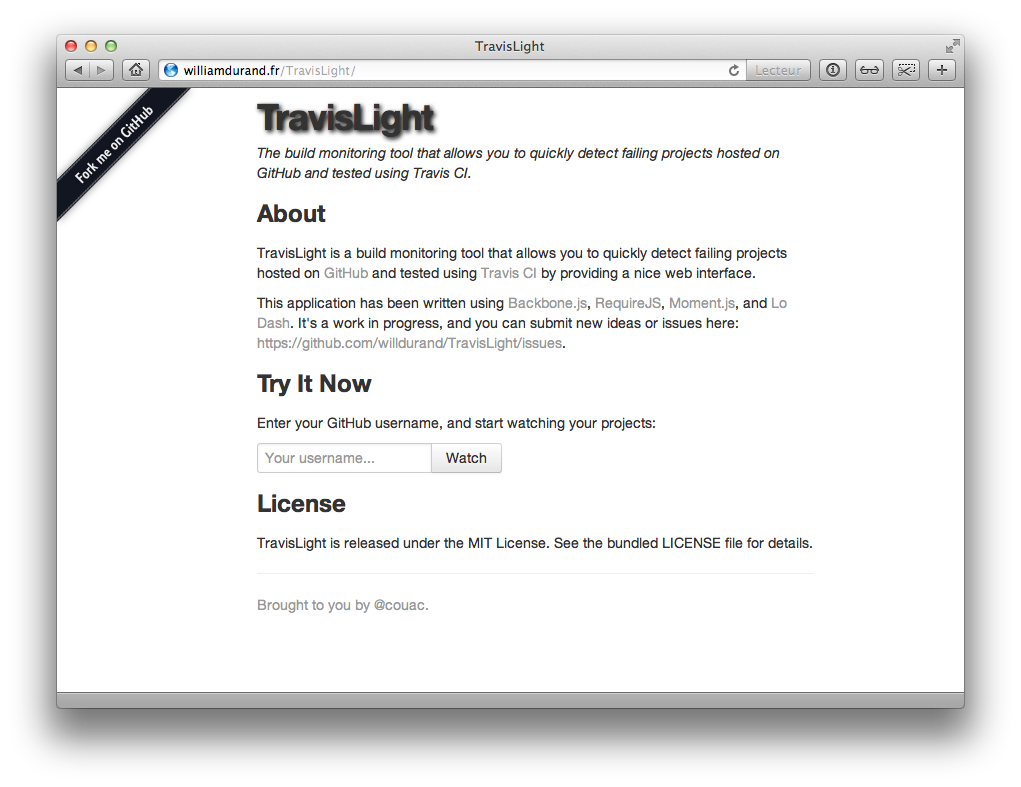 TravisLight
williamdurand.fr/TravisLight/
Lecteur
Fork me on GitHub
TravisLight
The build monitoring tool that allows you to quickly detect failing projects hosted on
GitHub and tested using Travis CI.
About
TravisLight is a build monitoring tool that allows you to quickly detect failing projects
hosted on GitHub and tested using Travis CI by providing a nice web interface.
This application has been written using Backbone.js, RequireJS, Moment.js, and Lo
Dash. It's a work in progress, and you can submit new ideas or issues here:
https://github.com/willdurand/TravisLight/issues.
Try It Now
Enter your GitHub username, and start watching your projects:
Your username...
Watch
License
TravisLight is released under the MIT License. See the bundled LICENSE file for details.
Brought to you by @couac.